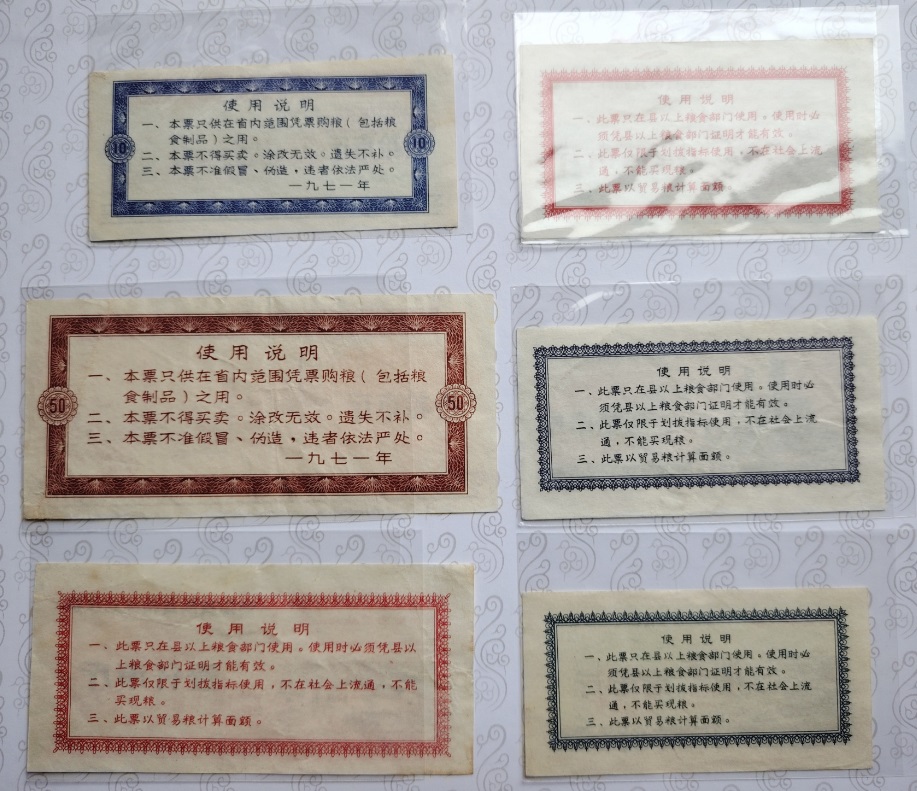 使用说明
一、本票只供在省内范围凭票购粮（包括粮
食制品）之用。
10
10
二、本票不得买卖。涂改无效。遗失不补。
三、本票不准假冒、伪造，违者依法严处。
一九七一年
使用说明
一、此票只在县以上粮食部门使用。使用时必
须凭县以上粮食部门证明才能有效。
二、此票仅限于划拨指标使用，不在社会上流
通，不能买现粮。
三、此票以贸易粮计算面额。
使用说明
一、本票只供在省内范围凭票购粮（包括粮
食制品）之用。
50
50
二、本票不得买卖。涂改无效。遗失不补。
三、本票不准假冒、伪造，违者依法严处。
一九七一年
使用说明
一、此票只在县以上粮食部门使用。使用时必
须凭县以上粮食部门证明才能有效。
二、此票仅限于划拨指标使用，不在社会上流
通，不能买现粮。
三、此票以贸易粮计算面额。
使用说明
一、此票只在县以上粮食部门使用。使用时必须凭县以
上粮食部门证明才能有效。
二、此票仅限于划拨指标使用，不在社会上流通，不能
买现粮。
三、此票以贸易粮计算面额。
使用说明
一、此票只在县以上粮食部门使用。使用时必
须凭县以上粮食部门证明才能有效。
二、此票仅限于划拨指标使用，不在社会上流
通，不能买现粮。
三、此票以贸易粮计算面额。